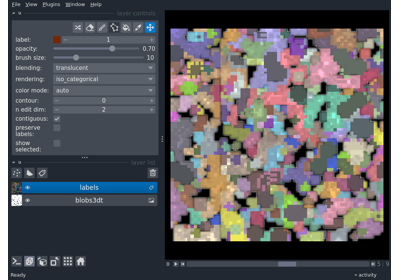 File View Plugins Window Help
layer controls
label: 1
opacity: 0.70
brush size: 10
blending: translucent
rendering: iso_categorical
color mode: auto
contour: 0
n edit dim: 2
contiguous:
preserve
labels:
show
selected:
layer list
labels
blobs3dt
Ready
activity